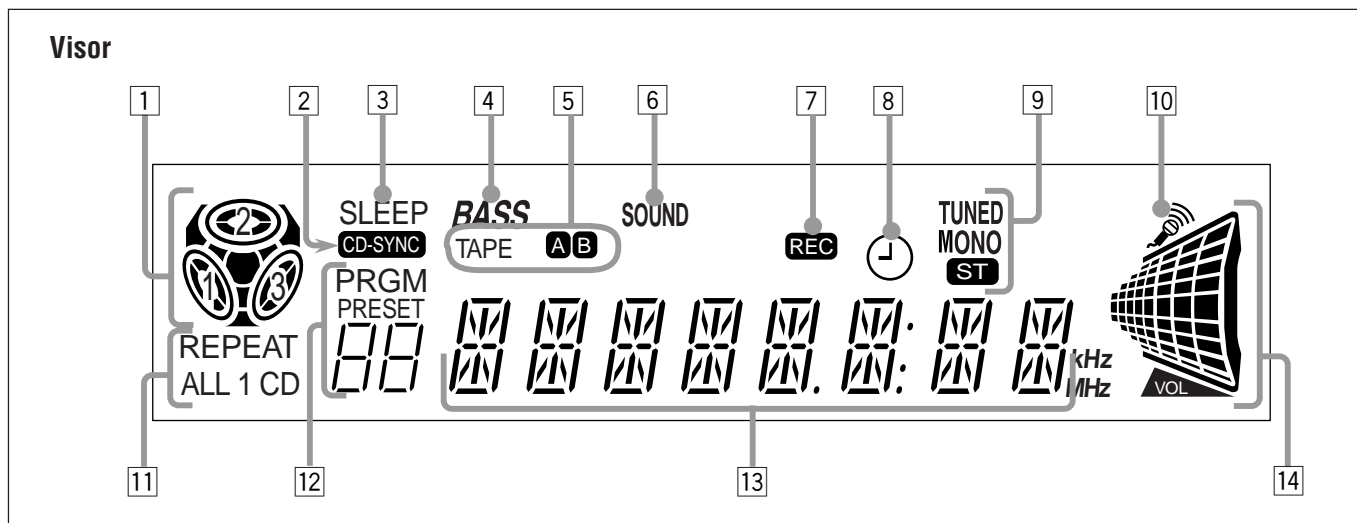 Visor
1 2 3 4 5 6 7 8 9 10
2
1 3
SLEEP
CD-SYNC
BASS
TAPE A B
SOUND
REC
TUNED
MONO
ST
PRGM
PRESET
88
REPEAT
ALL 1 CD
kHz
MHz
VOL
11 12 13 14